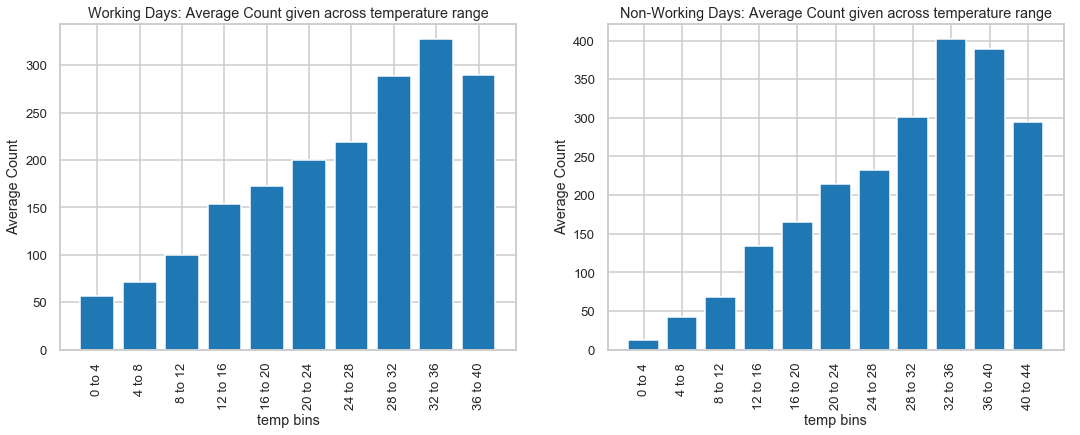 Working Days: Average Count given across temperature range
Average Count
300
250
200
150
100
50
0
0 to 4
4 to 8
8 to 12
12 to 16
16 to 20
20 to 24
24 to 28
28 to 32
32 to 36
36 to 40
temp bins
Non-Working Days: Average Count given across temperature range
Average Count
400
350
300
250
200
150
100
50
0
0 to 4
4 to 8
8 to 12
12 to 16
16 to 20
20 to 24
24 to 28
28 to 32
32 to 36
36 to 40
40 to 44
temp bins